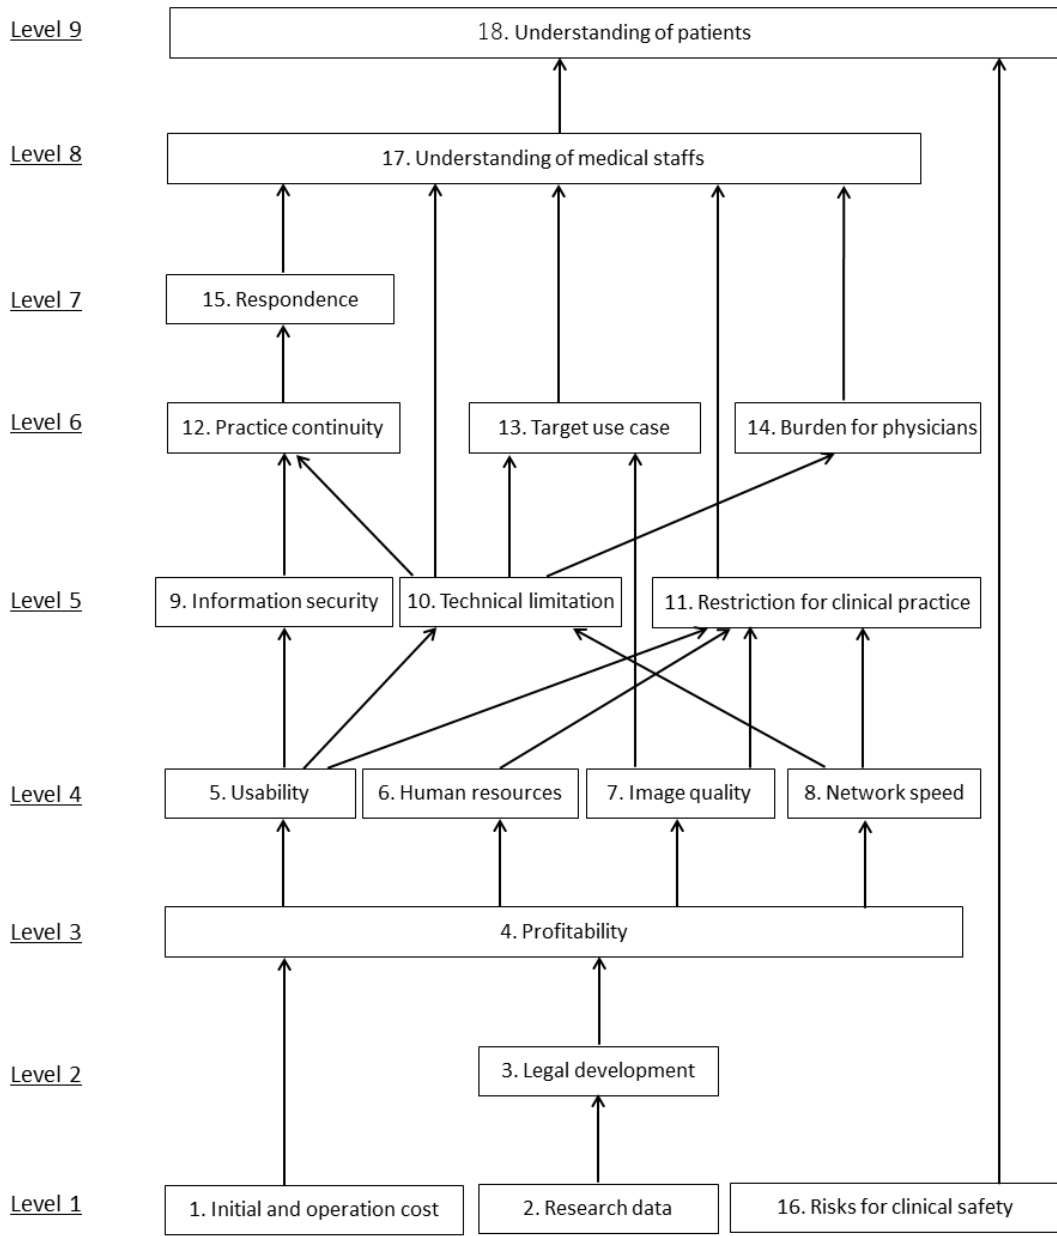 Level 9
18. Understanding of patients
Level 8
17. Understanding of medical staffs
Level 7
15. Respondence
Level 6
12. Practice continuity
13. Target use case
14. Burden for physicians
Level 5
9. Information security
10. Technical limitation
11. Restriction for clinical practice
Level 4
5. Usability
6. Human resources
7. Image quality
8. Network speed
Level 3
4. Profitability
Level 2
3. Legal development
Level 1
1. Initial and operation cost
2. Research data
16. Risks for clinical safety